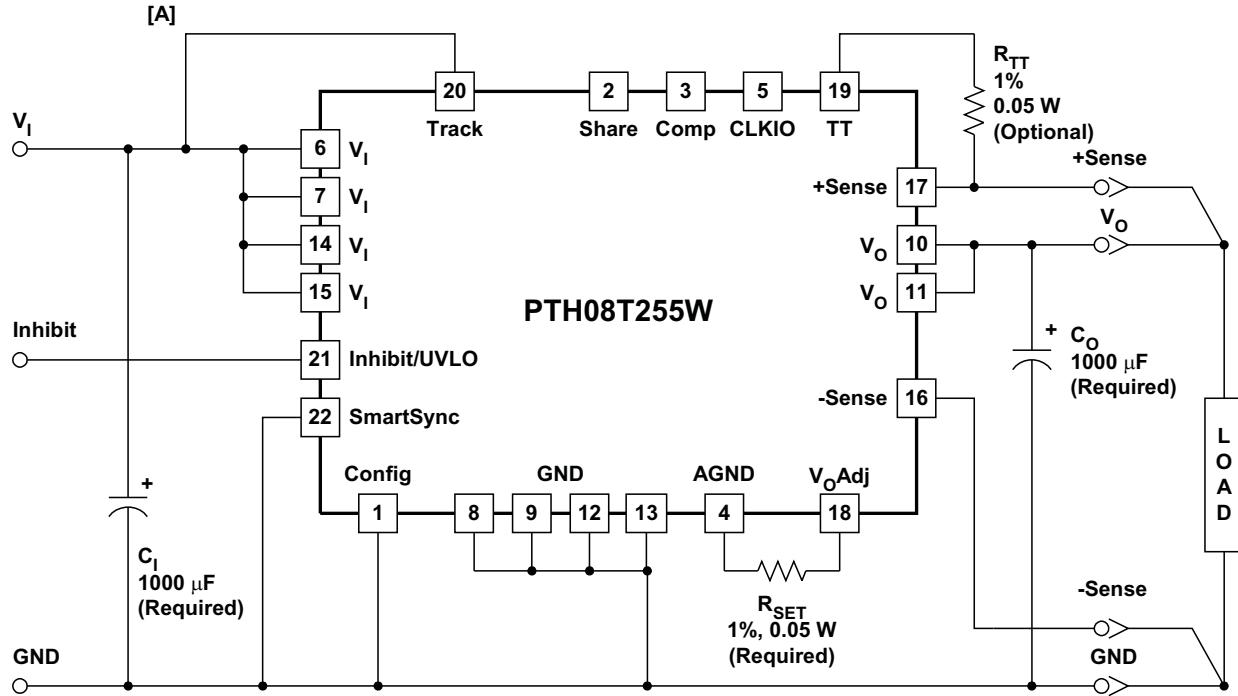 [A]
R_TT
1%
0.05 W
(Optional)
20
2
3
5
19
Track
Share
Comp
CLKIO
TT
V_I
6
V_I
+Sense
+Sense
17
7
V_I
V_O
V_O
10
14
V_I
V_O
11
15
V_I
PTH08T255W
Inhibit
21
Inhibit/UVLO
+
C_O
1000 μF
(Required)
-Sense
16
22
SmartSync
LOAD
Config
GND
AGND
V_OAdj
1
8
9
12
13
4
18
+
C_I
1000 μF
(Required)
R_SET
1%, 0.05 W
(Required)
-Sense
GND
GND